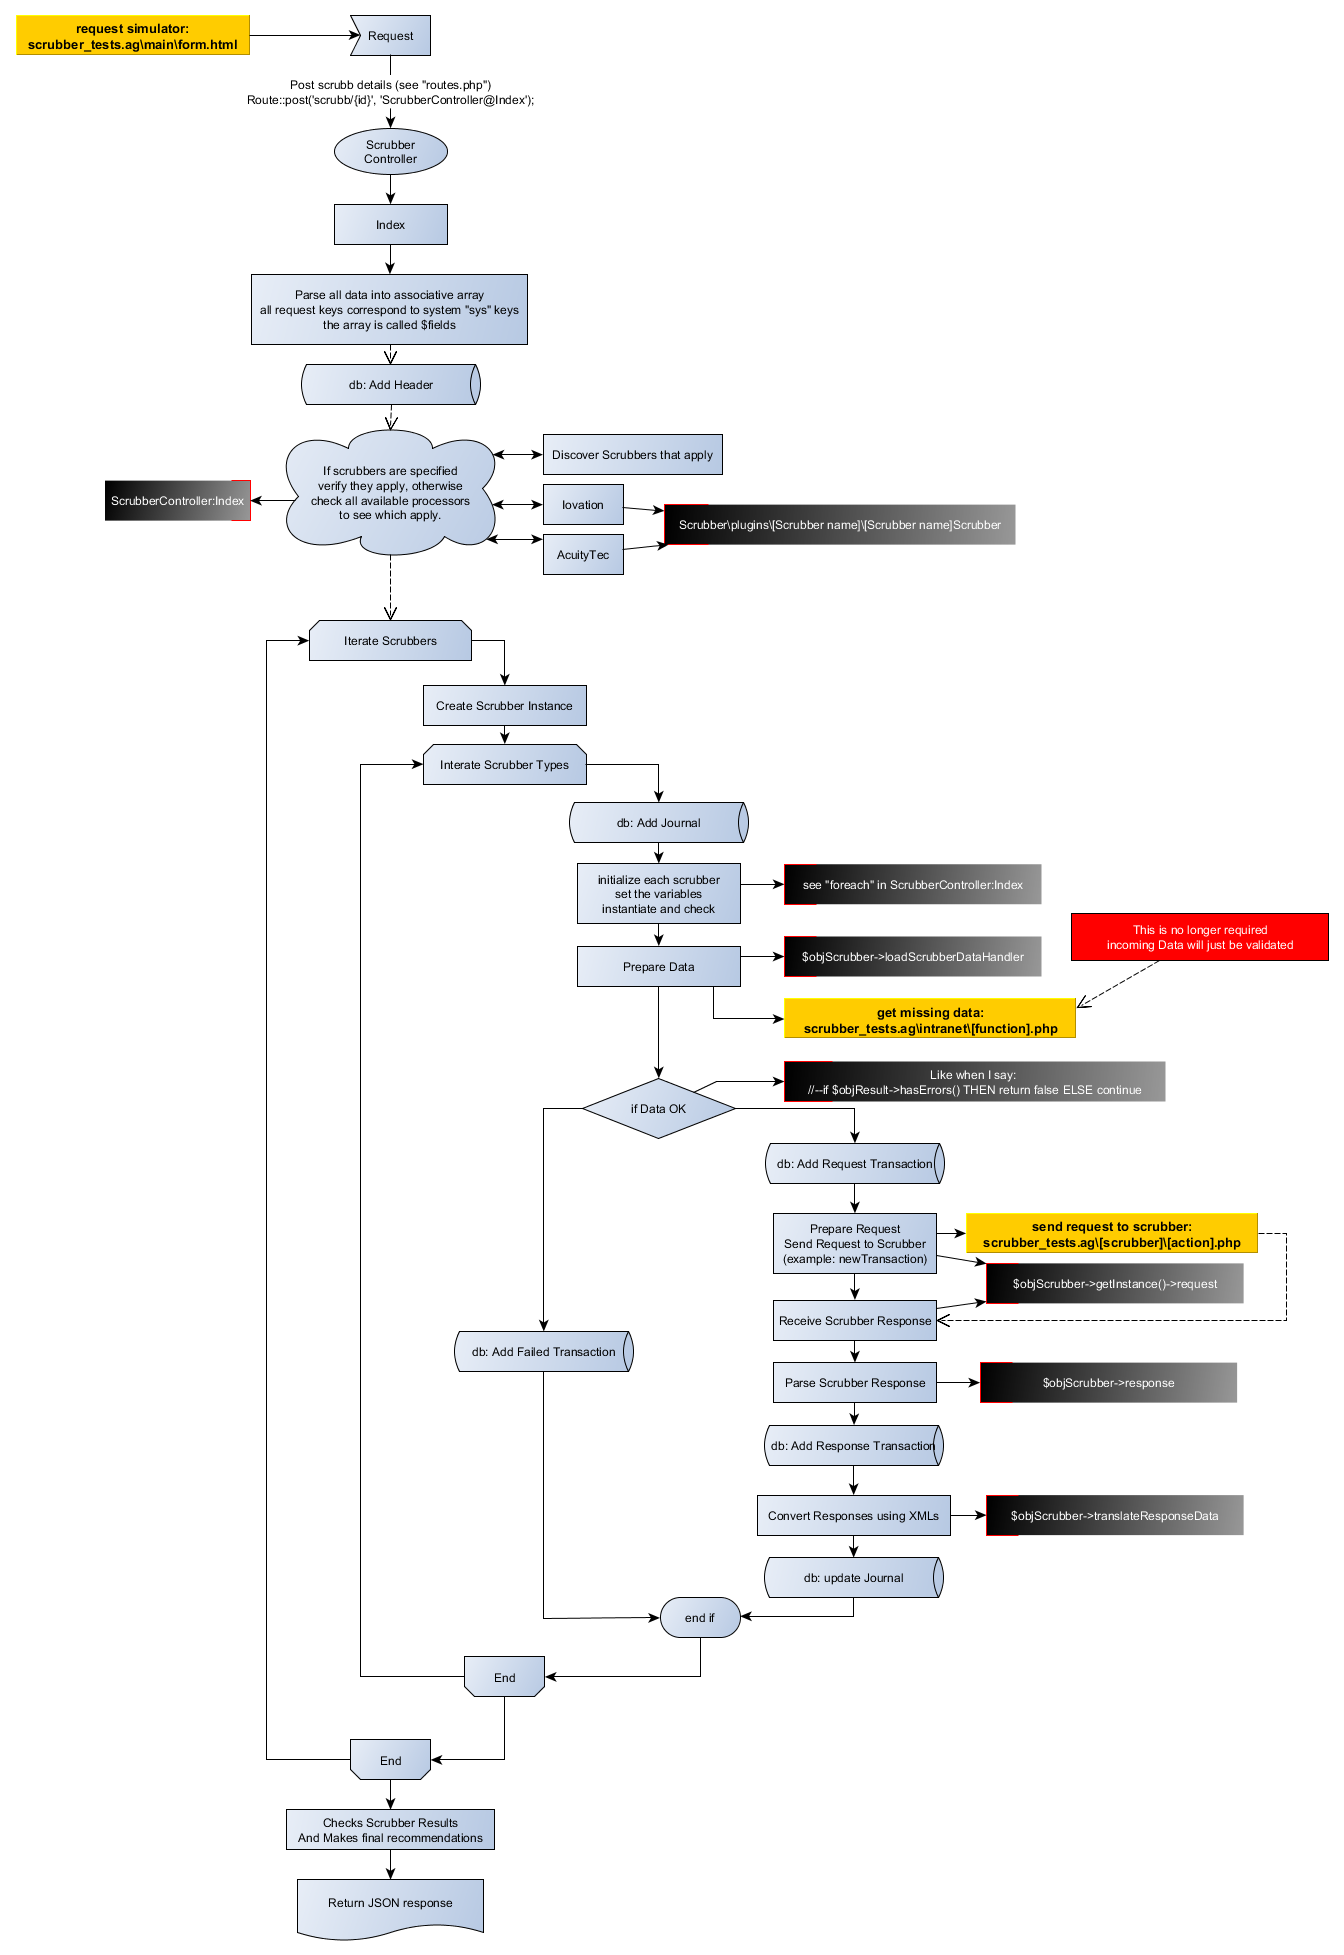 request simulator:
scrubber_tests.ag\main\form.html
Request
Post scrubb details (see "routes.php")
Route::post('scrubb/{id}', 'ScrubberController@Index');
Scrubber
Controller
Index
Parse all data into associative array
all request keys correspond to system "sys" keys
the array is called $fields
db: Add Header
If scrubbers are specified
verify they apply, otherwise
check all available processors
to see which apply.
Discover Scrubbers that apply
ScrubberController:Index
Iovation
Scrubber\plugins\[Scrubber name]\[Scrubber name]Scrubber
AcuityTec
Iterate Scrubbers
Create Scrubber Instance
Interate Scrubber Types
db: Add Journal
initialize each scrubber
set the variables
instantiate and check
see "foreach" in ScrubberController:Index
This is no longer required
incoming Data will just be validated
Prepare Data
$objScrubber->loadScrubberDataHandler
get missing data:
scrubber_tests.ag\intranet\[function].php
Like when I say:
//--if $objResult->hasErrors() THEN return false ELSE continue
if Data OK
db: Add Request Transaction
Prepare Request
Send Request to Scrubber
(example: newTransaction)
send request to scrubber:
scrubber_tests.ag\[scrubber]\[action].php
$objScrubber->getInstance()->request
Receive Scrubber Response
db: Add Failed Transaction
Parse Scrubber Response
$objScrubber->response
db: Add Response Transaction
Convert Responses using XMLs
$objScrubber->translateResponseData
db: update Journal
end if
End
End
Checks Scrubber Results
And Makes final recommendations
Return JSON response